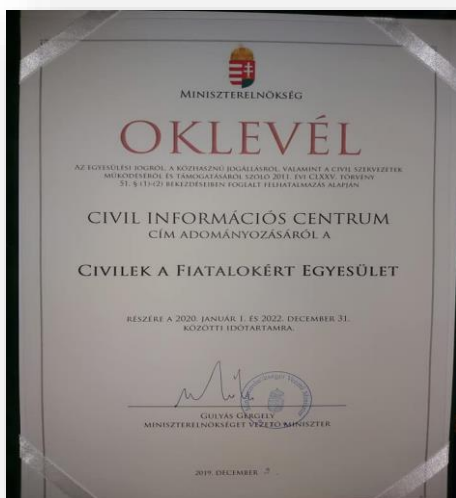 MINISZTERELNÖKSÉG
OKLEVÉL
AZ EGYESÜLÉSI JOGRÓL, A KÖZHASZNÚ JOGÁLLÁSRÓL, VALAMINT A CIVIL SZERVEZETEK
MŰKÖDÉSÉRŐL ÉS TÁMOGATÁSÁRÓL SZÓLÓ 2011. ÉVI CLXXV. TÖRVÉNY
51. § (1)-(2) BEKEZDÉSEIBEN FOGLALT FELHATALMAZÁS ALAPJÁN
CIVIL INFORMÁCIÓS CENTRUM
CÍM ADOMÁNYOZÁSÁRÓL A
CIVILEK A FIATALOKÉRT EGYESÜLET
RÉSZÉRE A 2020. JANUÁR 1. ÉS 2022. DECEMBER 31.
KÖZÖTTI IDŐTARTAMRA.
GULYÁS GERGELY
MINISZTERELNÖKSÉGET VEZETŐ MINISZTER
2019. DECEMBER